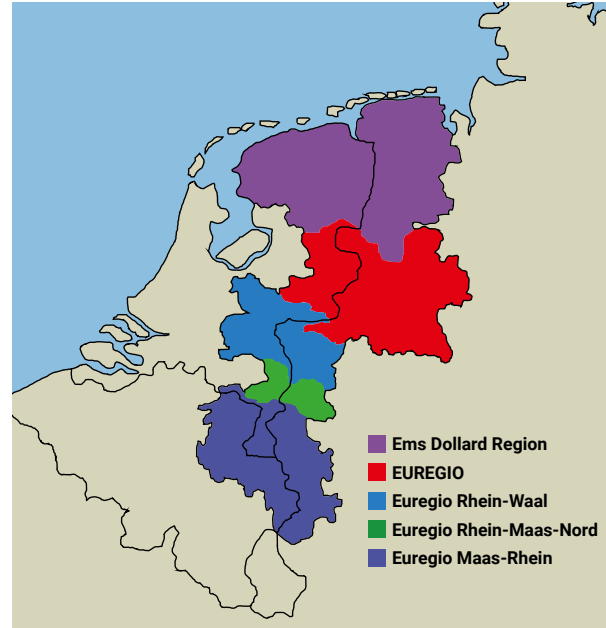 Ems Dollard Region
EUREGIO
Euregio Rhein-Waal
Euregio Rhein-Maas-Nord
Euregio Maas-Rhein